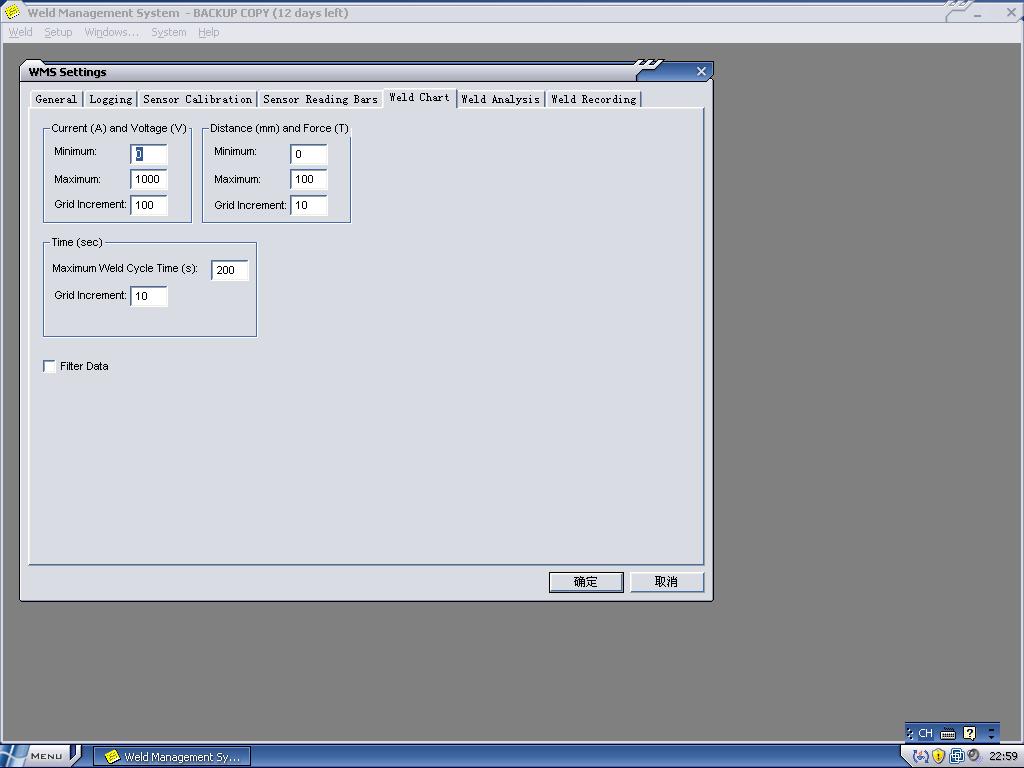 Weld Management System - BACKUP COPY (12 days left)
Weld Setup Windows... System Help
WMS Settings
General Logging Sensor Calibration Sensor Reading Bars Weld Chart Weld Analysis Weld Recording
Current (A) and Voltage (V) Distance (mm) and Force (T)
Minimum: 0 Minimum: 0
Maximum: 1000 Maximum: 100
Grid Increment: 100 Grid Increment: 10
Time (sec)
Maximum Weld Cycle Time (s): 200
Grid Increment: 10
Filter Data
确定 取消
CH
MENU Weld Management Sy... 22:59